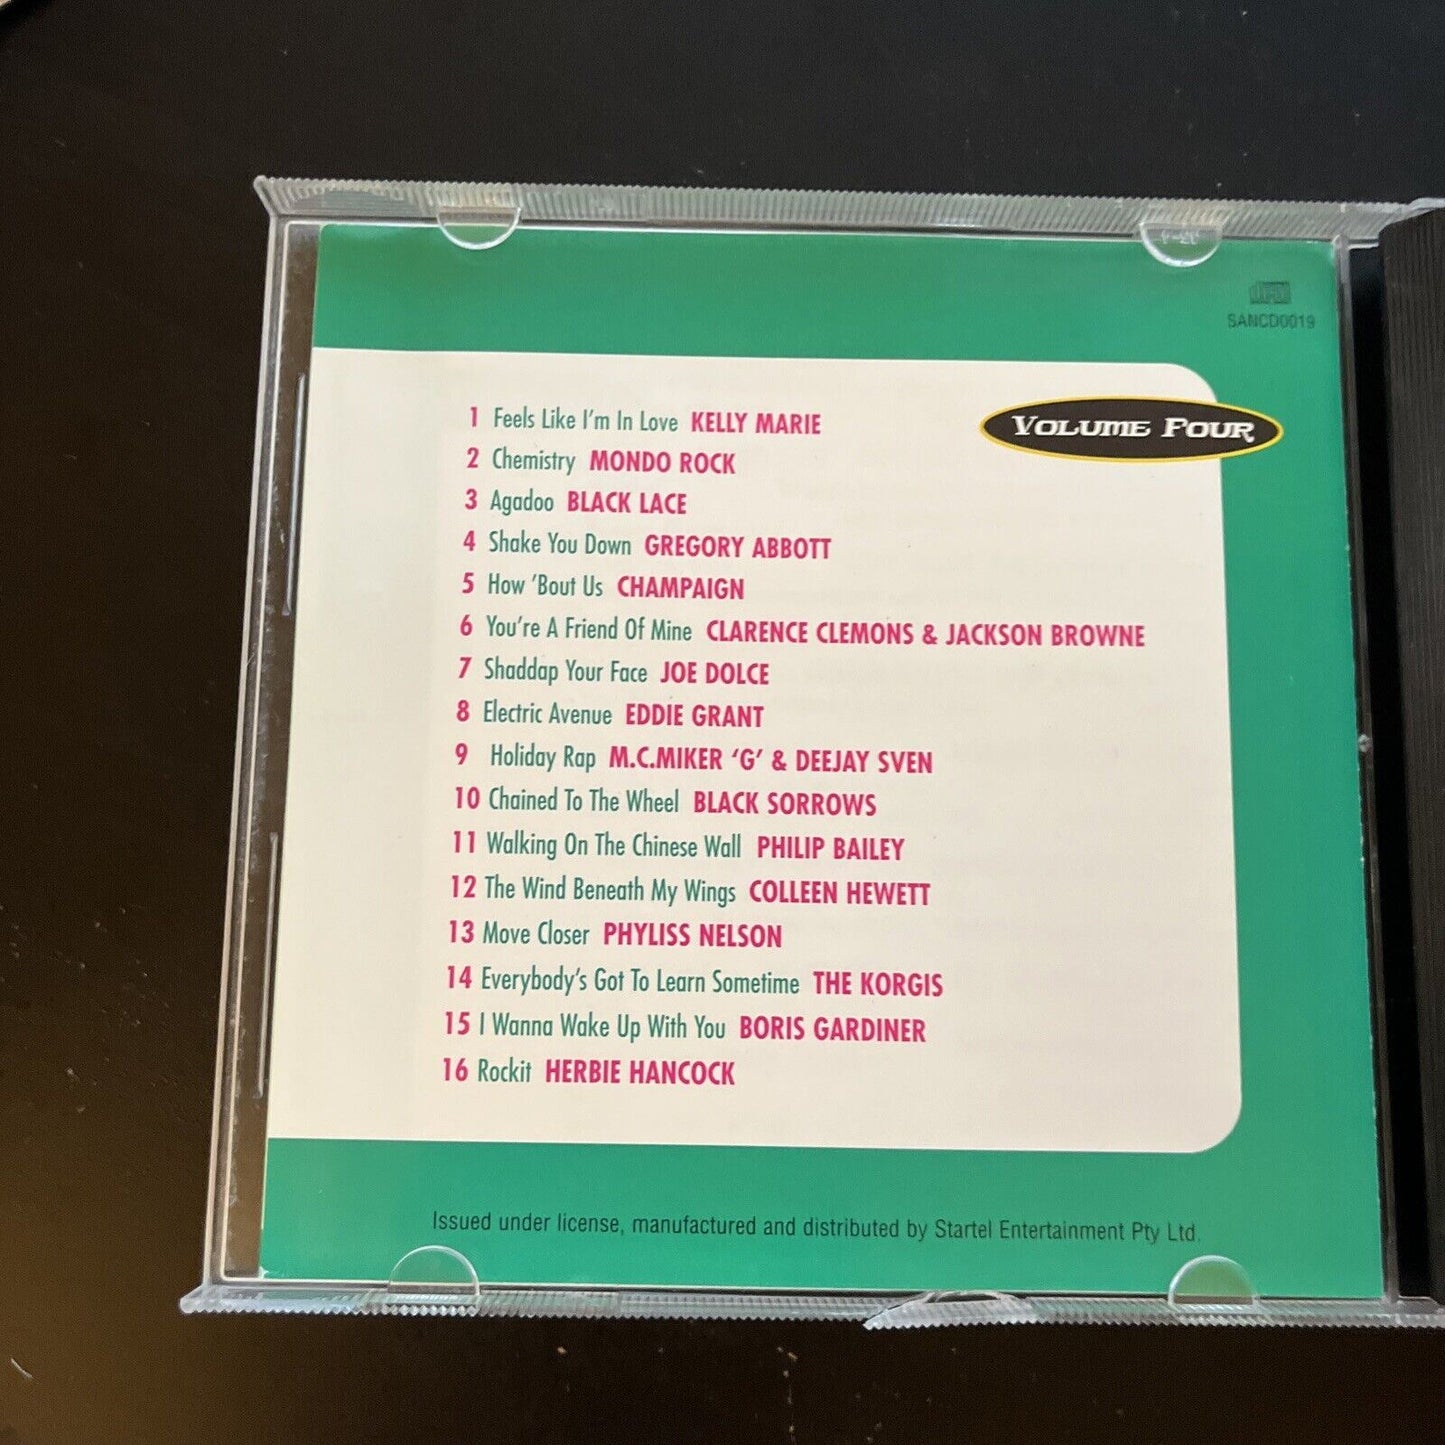 SANCD0019
VOLUME FOUR
1 Feels Like I'm In Love KELLY MARIE
2 Chemistry MONDO ROCK
3 Agadoo BLACK LACE
4 Shake You Down GREGORY ABBOTT
5 How 'Bout Us CHAMPAIGN
6 You're A Friend Of Mine CLARENCE CLEMONS & JACKSON BROWNE
7 Shaddap Your Face JOE DOLCE
8 Electric Avenue EDDIE GRANT
9 Holiday Rap M.C.MIKER 'G' & DEEJAY SVEN
10 Chained To The Wheel BLACK SORROWS
11 Walking On The Chinese Wall PHILIP BAILEY
12 The Wind Beneath My Wings COLLEEN HEWETT
13 Move Closer PHYLISS NELSON
14 Everybody's Got To Learn Sometime THE KORGIS
15 I Wanna Wake Up With You BORIS GARDINER
16 Rockit HERBIE HANCOCK
Issued under license, manufactured and distributed by Startel Entertainment Pty Ltd.